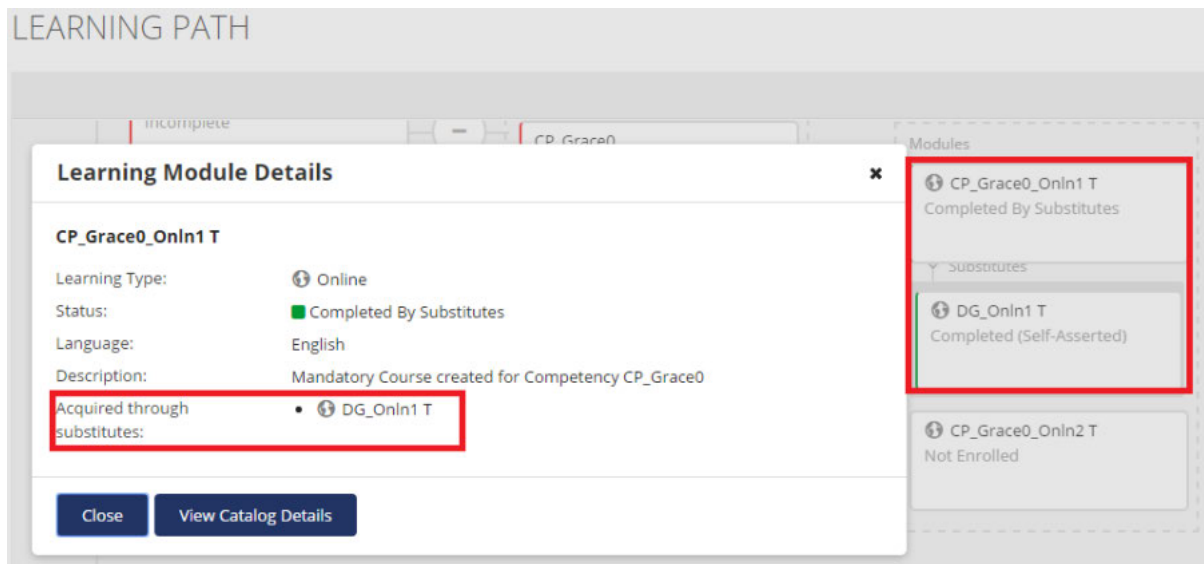 LEARNING PATH
Incomplete
CP_Grace0
Modules
Learning Module Details
CP_Grace0_Onln1 T
Learning Type: Online
Status: Completed By Substitutes
Language: English
Description: Mandatory Course created for Competency CP_Grace0
Acquired through
substitutes:
• DG_Onln1 T
Close
View Catalog Details
CP_Grace0_Onln1 T
Completed By Substitutes
Substitutes
DG_Onln1 T
Completed (Self-Asserted)
CP_Grace0_Onln2 T
Not Enrolled